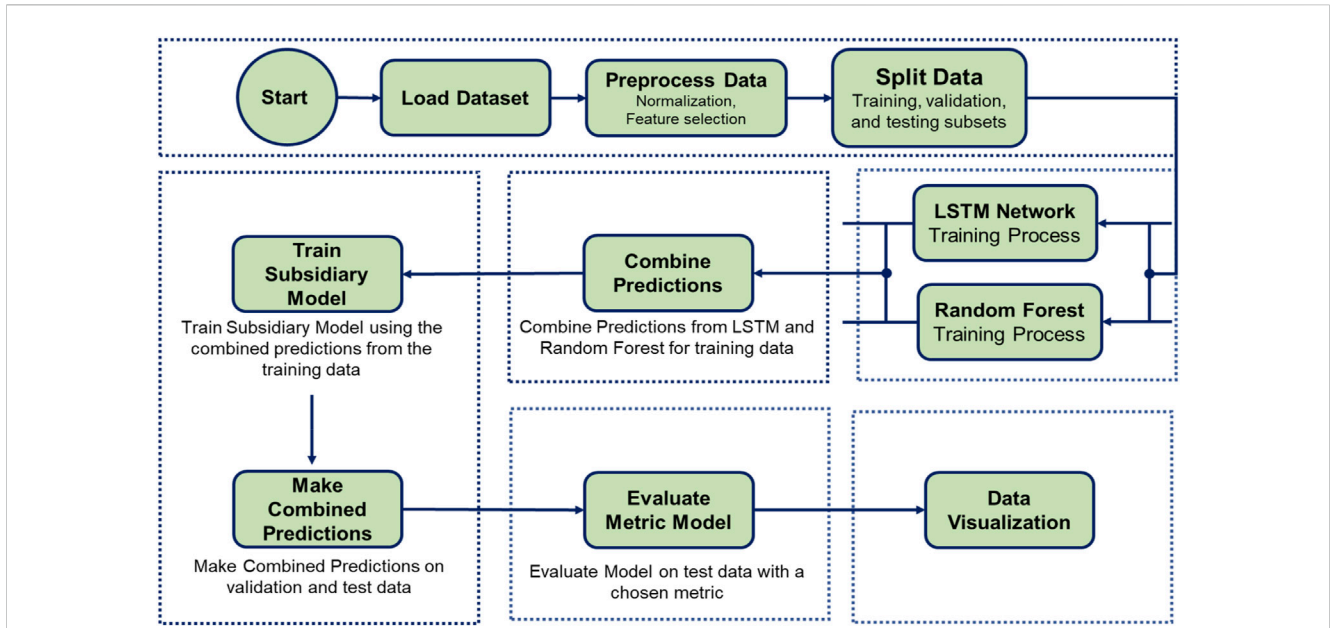 Start
Load Dataset
Preprocess Data
Normalization,
Feature selection
Split Data
Training, validation,
and testing subsets
LSTM Network
Training Process
Random Forest
Training Process
Combine
Predictions
Combine Predictions from LSTM and
Random Forest for training data
Train
Subsidiary
Model
Train Subsidiary Model using the
combined predictions from the
training data
Make
Combined
Predictions
Make Combined Predictions on
validation and test data
Evaluate
Metric Model
Evaluate Model on test data with a
chosen metric
Data
Visualization